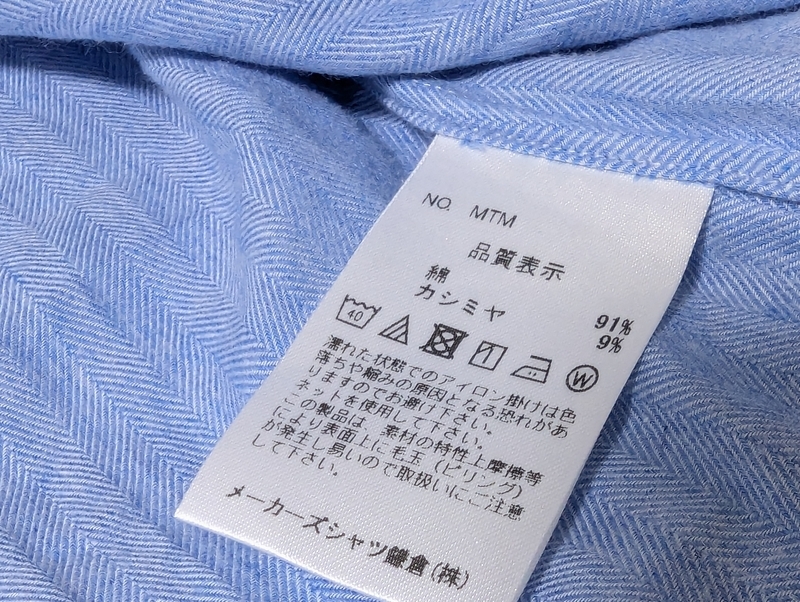 NO. MTM
品質表示
綿 91%
カシミヤ 9%
40
W
濡れた状態でのアイロン掛けは色
落ちや縮みの原因となる恐れがあ
りますのでお避け下さい。
ネットを使用して下さい。
この製品は、素材の特性上摩擦等
により表面上に毛玉(ピリング)
が発生し易いので取扱いにご注意
して下さい。
メーカーズシャツ鎌倉(株)